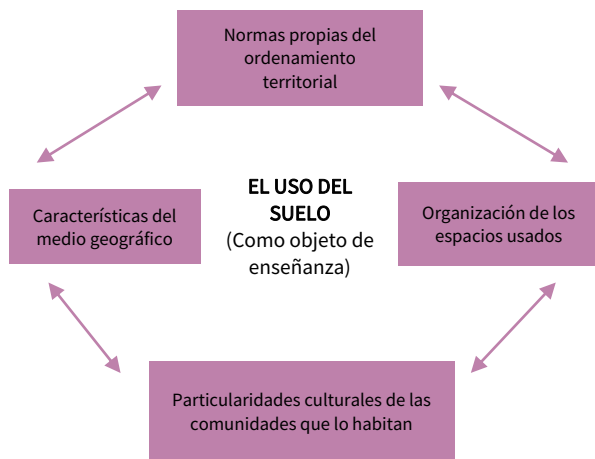 Normas propias del
ordenamiento
territorial
EL USO DEL
SUELO
(Como objeto de
enseñanza)
Características del
medio geográfico
Organización de los
espacios usados
Particularidades culturales de las
comunidades que lo habitan